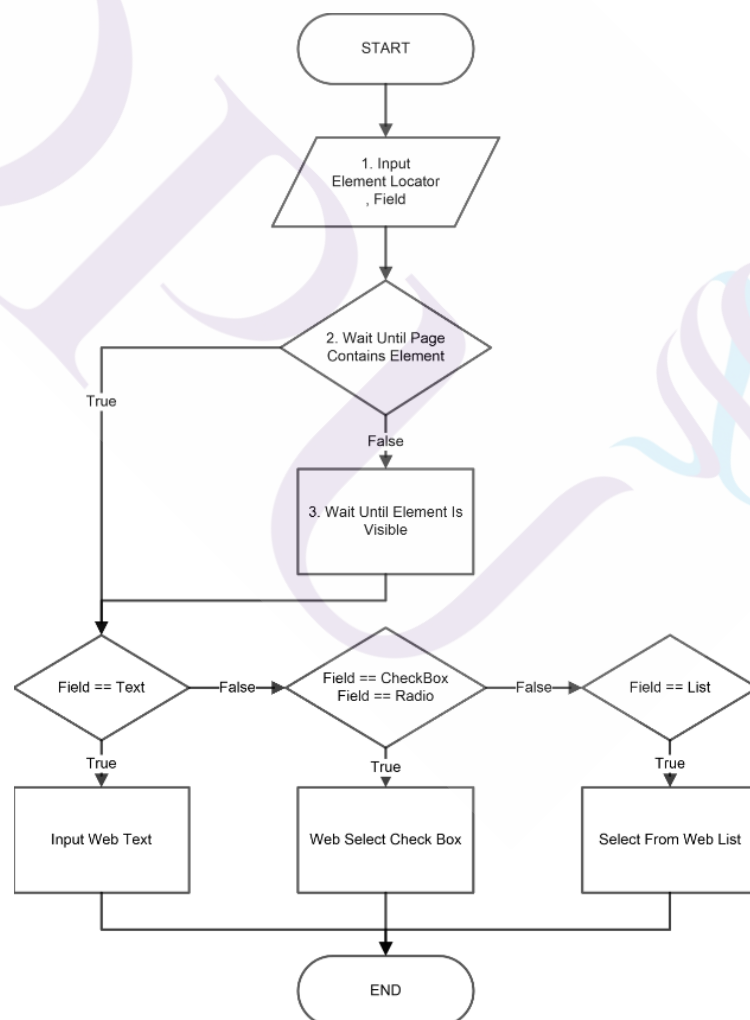 START
1. Input
Element Locator
, Field
2. Wait Until Page
Contains Element
True
False
3. Wait Until Element Is
Visible
Field == Text
False
Field == CheckBox
Field == Radio
False
Field == List
True
True
True
Input Web Text
Web Select Check Box
Select From Web List
END